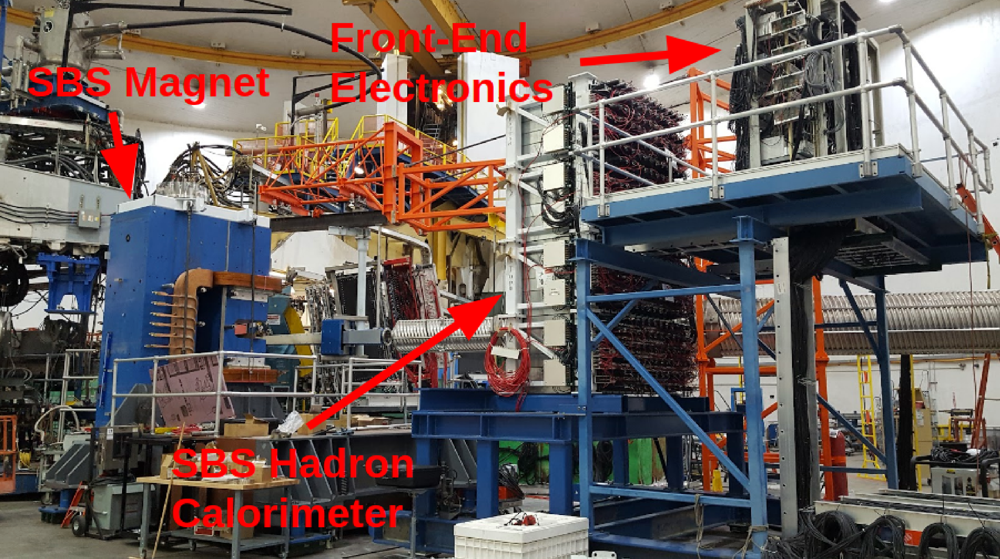 Front-End
Electronics
SBS Magnet
SBS Hadron
Calorimeter